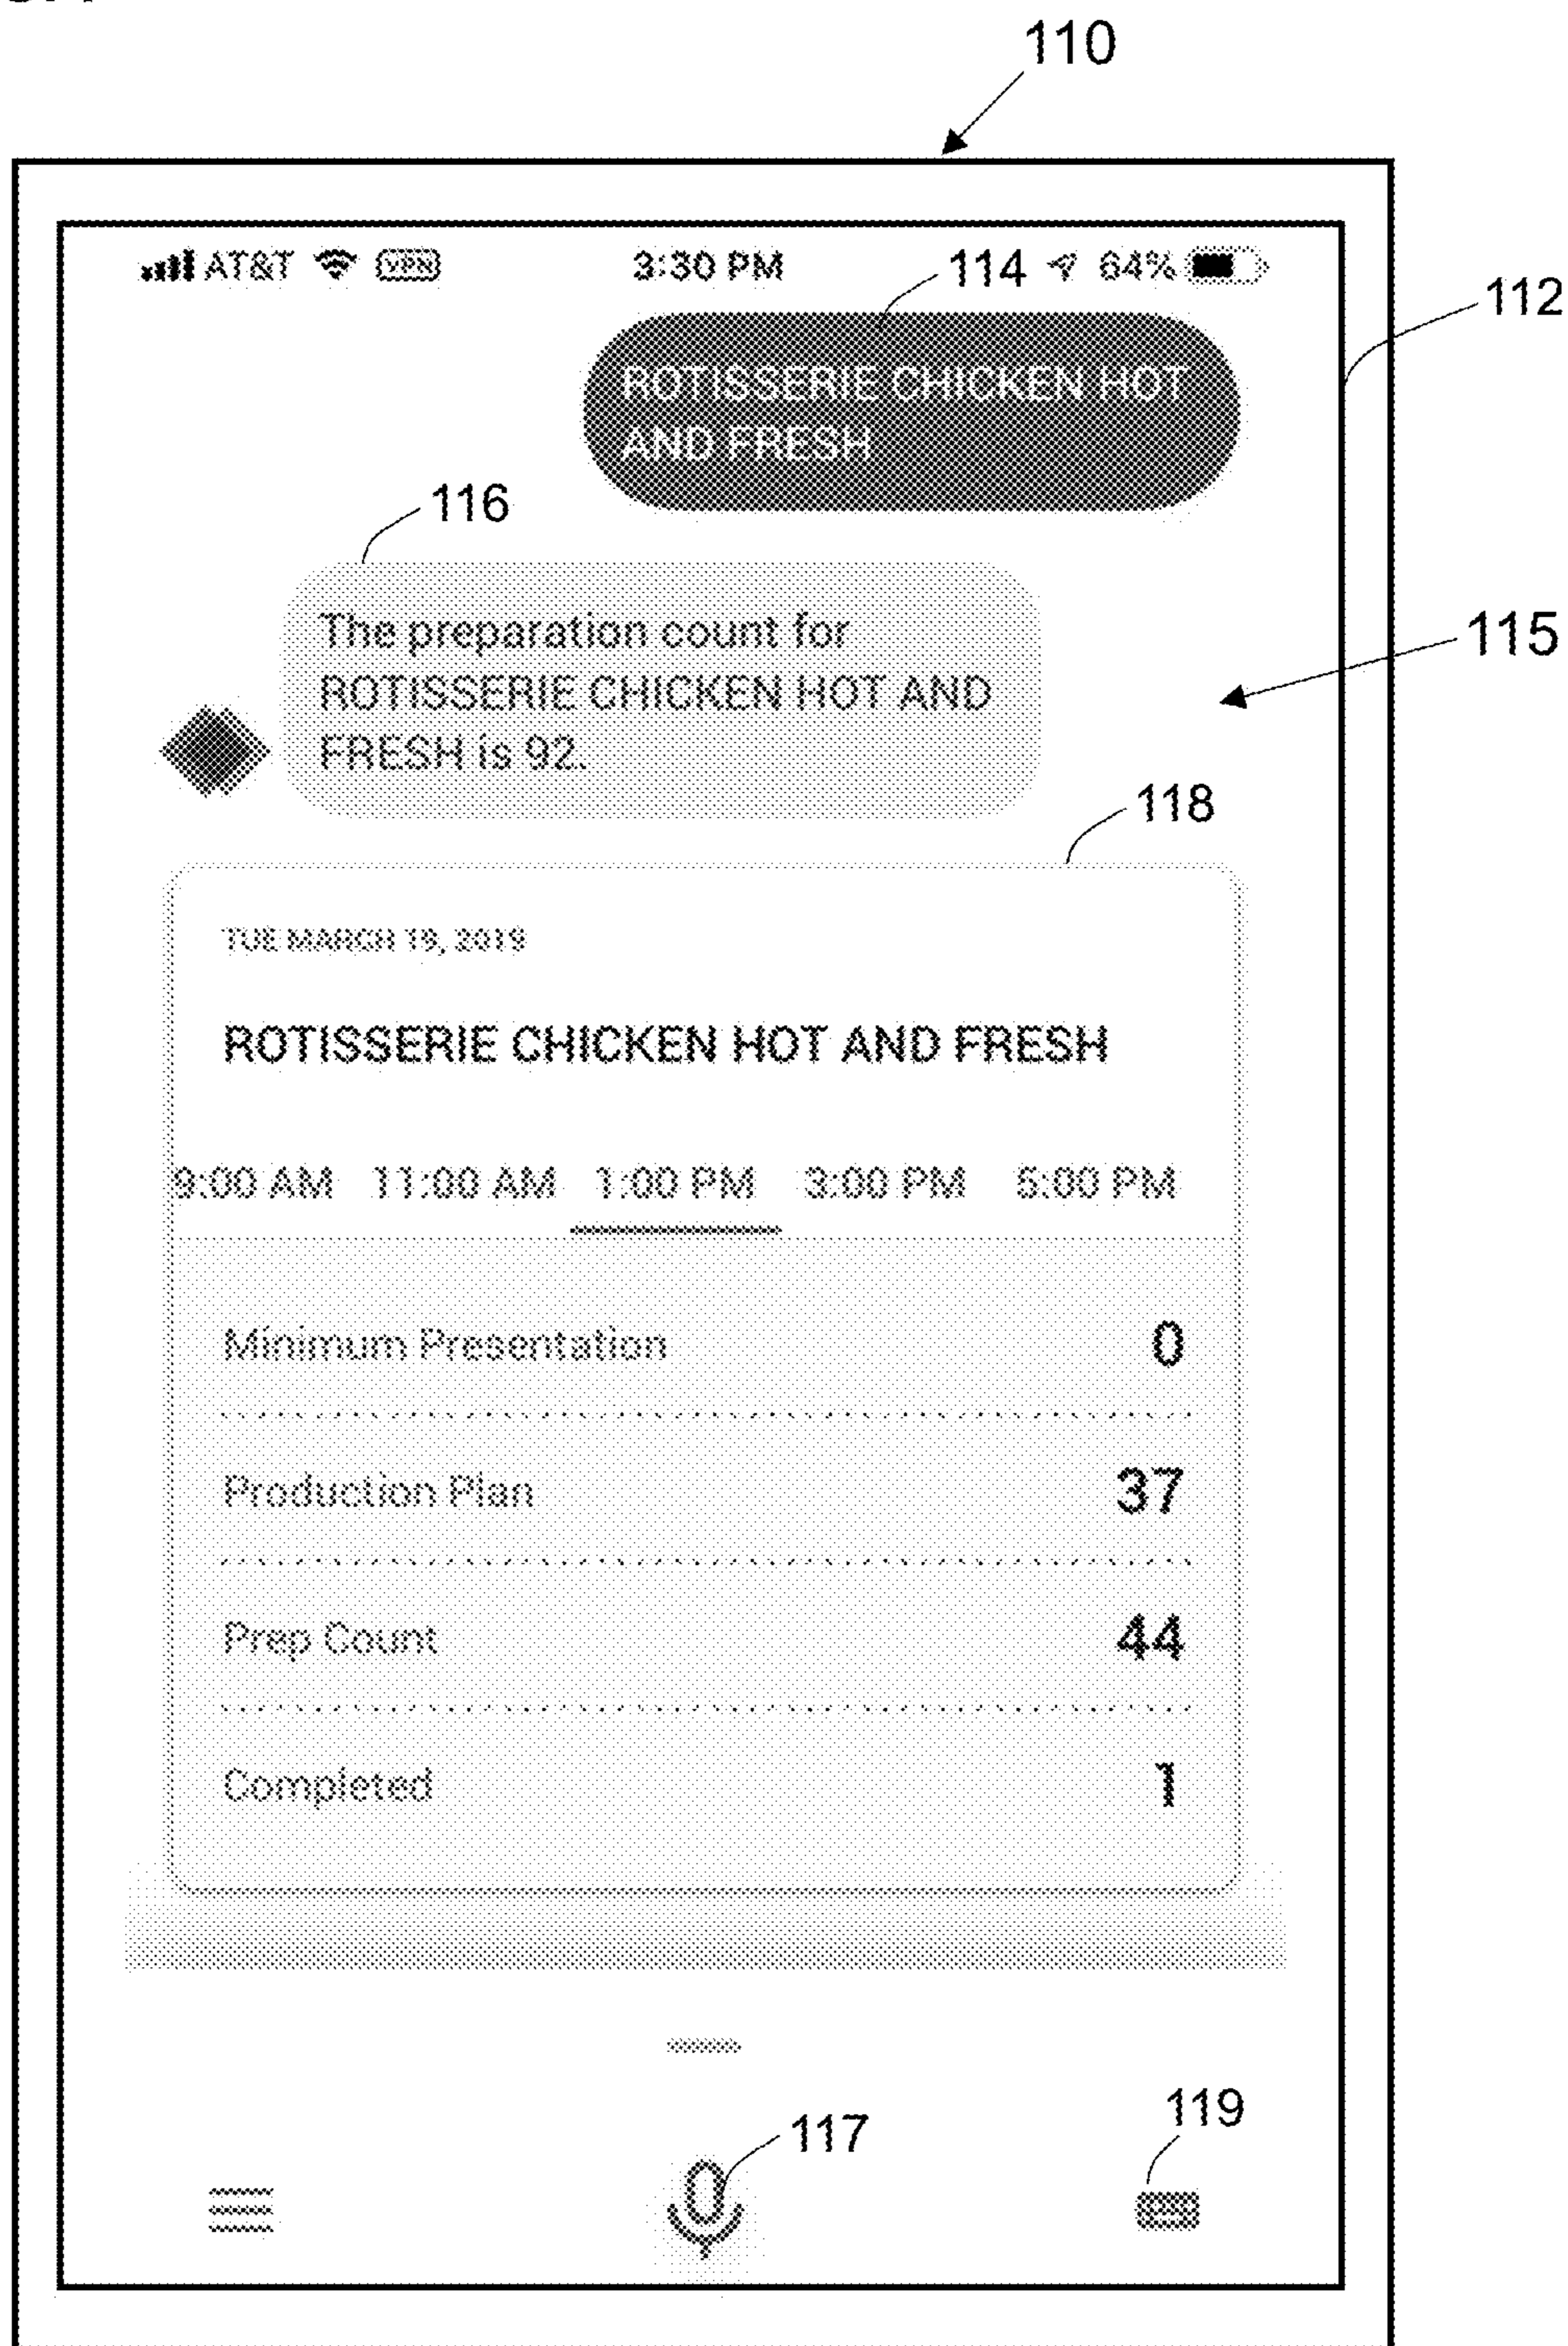 110
AT&T VPN 3:30 PM 114 64%
112
ROTISSERIE CHICKEN HOT
AND FRESH
116
The preparation count for
ROTISSERIE CHICKEN HOT AND
FRESH is 92.
115
118
TUE MARCH 19, 2019
ROTISSERIE CHICKEN HOT AND FRESH
9:00 AM 11:00 AM 1:00 PM 3:00 PM 5:00 PM
Minimum Presentation 0
Production Plan 37
Prep Count 44
Completed 1
119
117